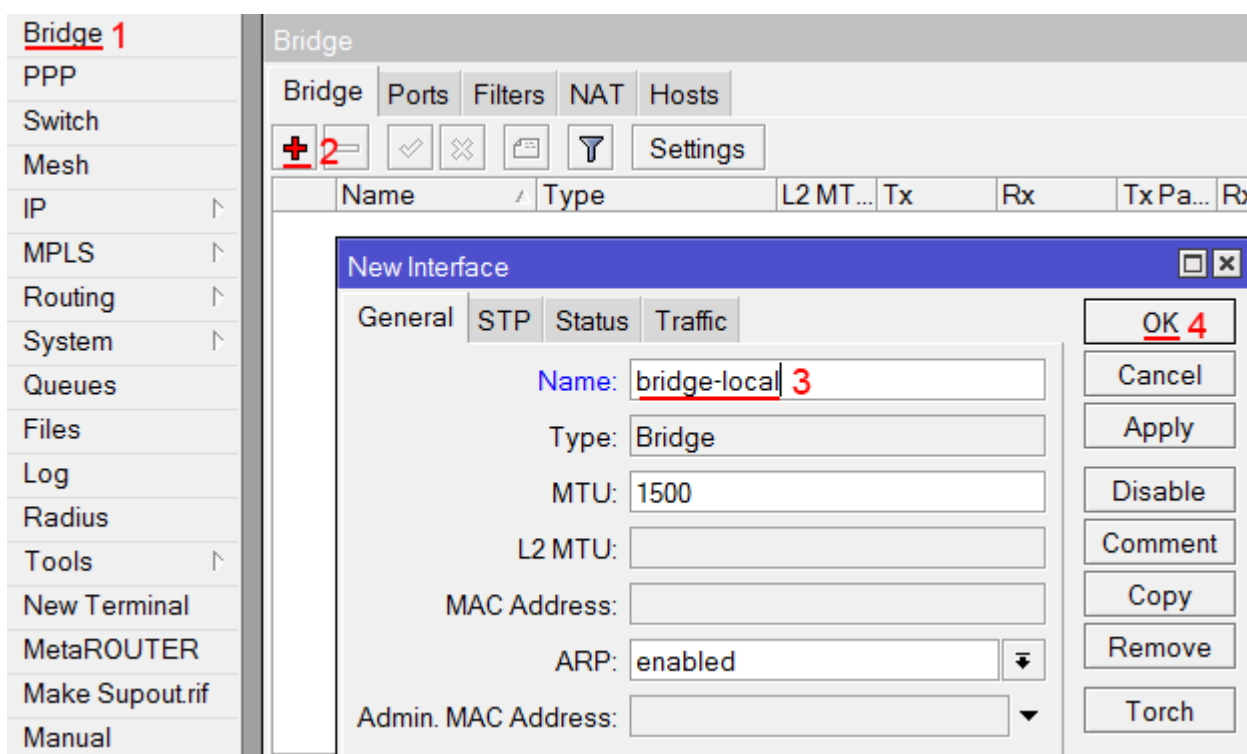 Bridge 1
PPP
Switch
Mesh
IP
MPLS
Routing
System
Queues
Files
Log
Radius
Tools
New Terminal
MetaROUTER
Make Supout.rif
Manual
Bridge
Bridge Ports Filters NAT Hosts
2 Settings
Name Type L2 MT... Tx Rx Tx Pa... Rx
New Interface
General STP Status Traffic
Name: bridge-local 3
Type: Bridge
MTU: 1500
L2 MTU:
MAC Address:
ARP: enabled
Admin. MAC Address:
OK 4
Cancel
Apply
Disable
Comment
Copy
Remove
Torch